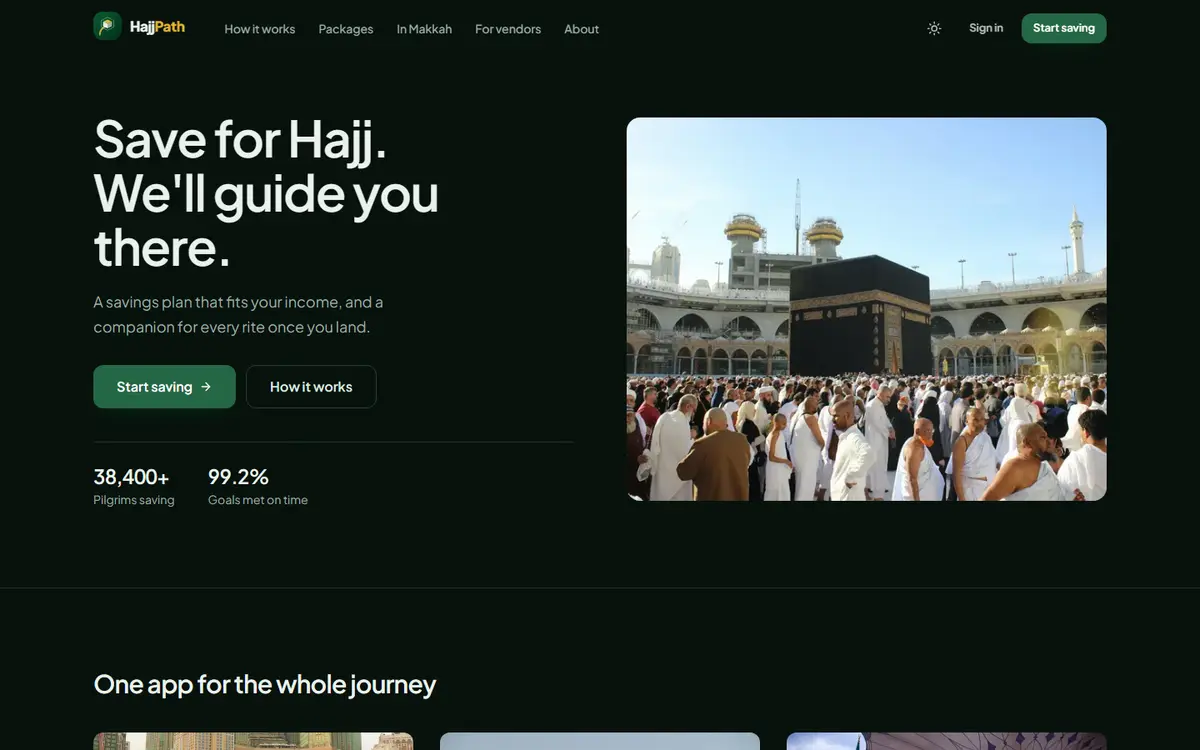 HajjPath
How it works
Packages
In Makkah
For vendors
About
Sign in
Start saving
Save for Hajj.
We'll guide you
there.
A savings plan that fits your income, and a
companion for every rite once you land.
Start saving →
How it works
38,400+
Pilgrims saving
99.2%
Goals met on time
One app for the whole journey